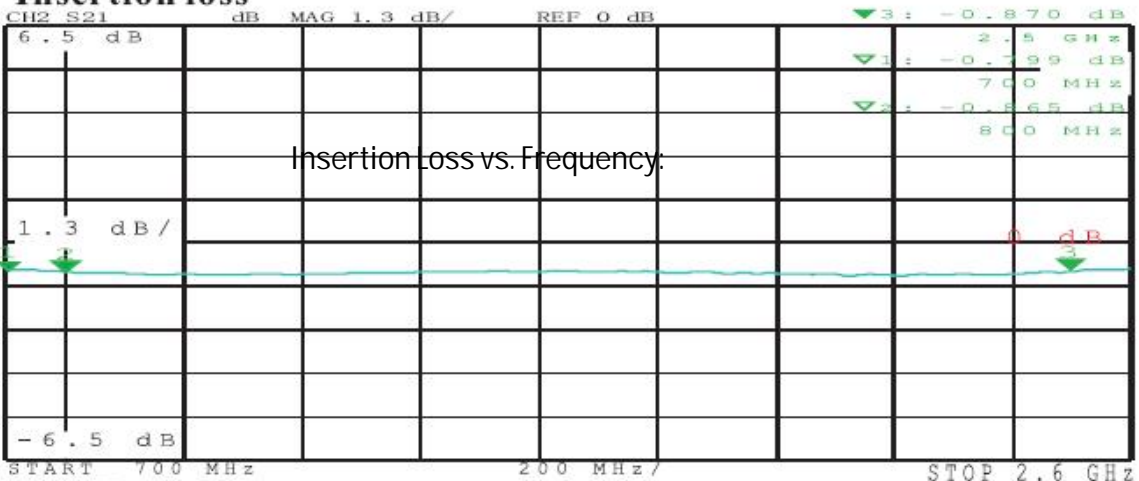 Insertion loss
CH2 S21 dB MAG 1.3 dB/ REF 0 dB
▼3: -0.870 dB
2.5 GHz
▽1: -0.799 dB
700 MHz
▽2: -0.865 dB
800 MHz
6.5 dB
Insertion Loss vs. Frequency:
1.3 dB/
0 dB
1
2
3
-6.5 dB
START 700 MHz 200 MHz/ STOP 2.6 GHz